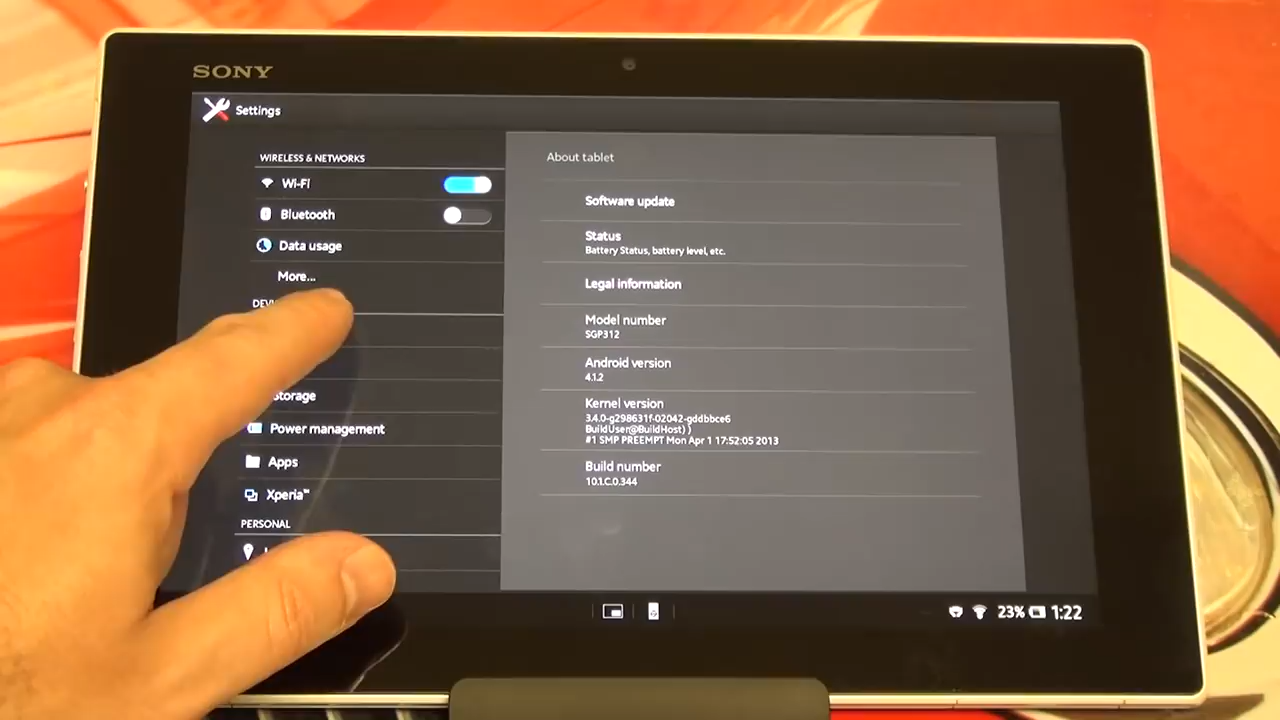 SONY
Settings
WIRELESS & NETWORKS
Wi-Fi
Bluetooth
Data usage
More...
Power management
Apps
Xperia™
PERSONAL
About tablet
Software update
Status
Battery Status, battery level, etc.
Legal information
Model number
SGP312
Android version
4.1.2
Kernel version
3.4.0-g298631f-02042-gddbbce6
BuildUser@BuildHost) )
#1 SMP PREEMPT Mon Apr 1 17:52:05 2013
Build number
10.1.C.0.344
23%
1:22